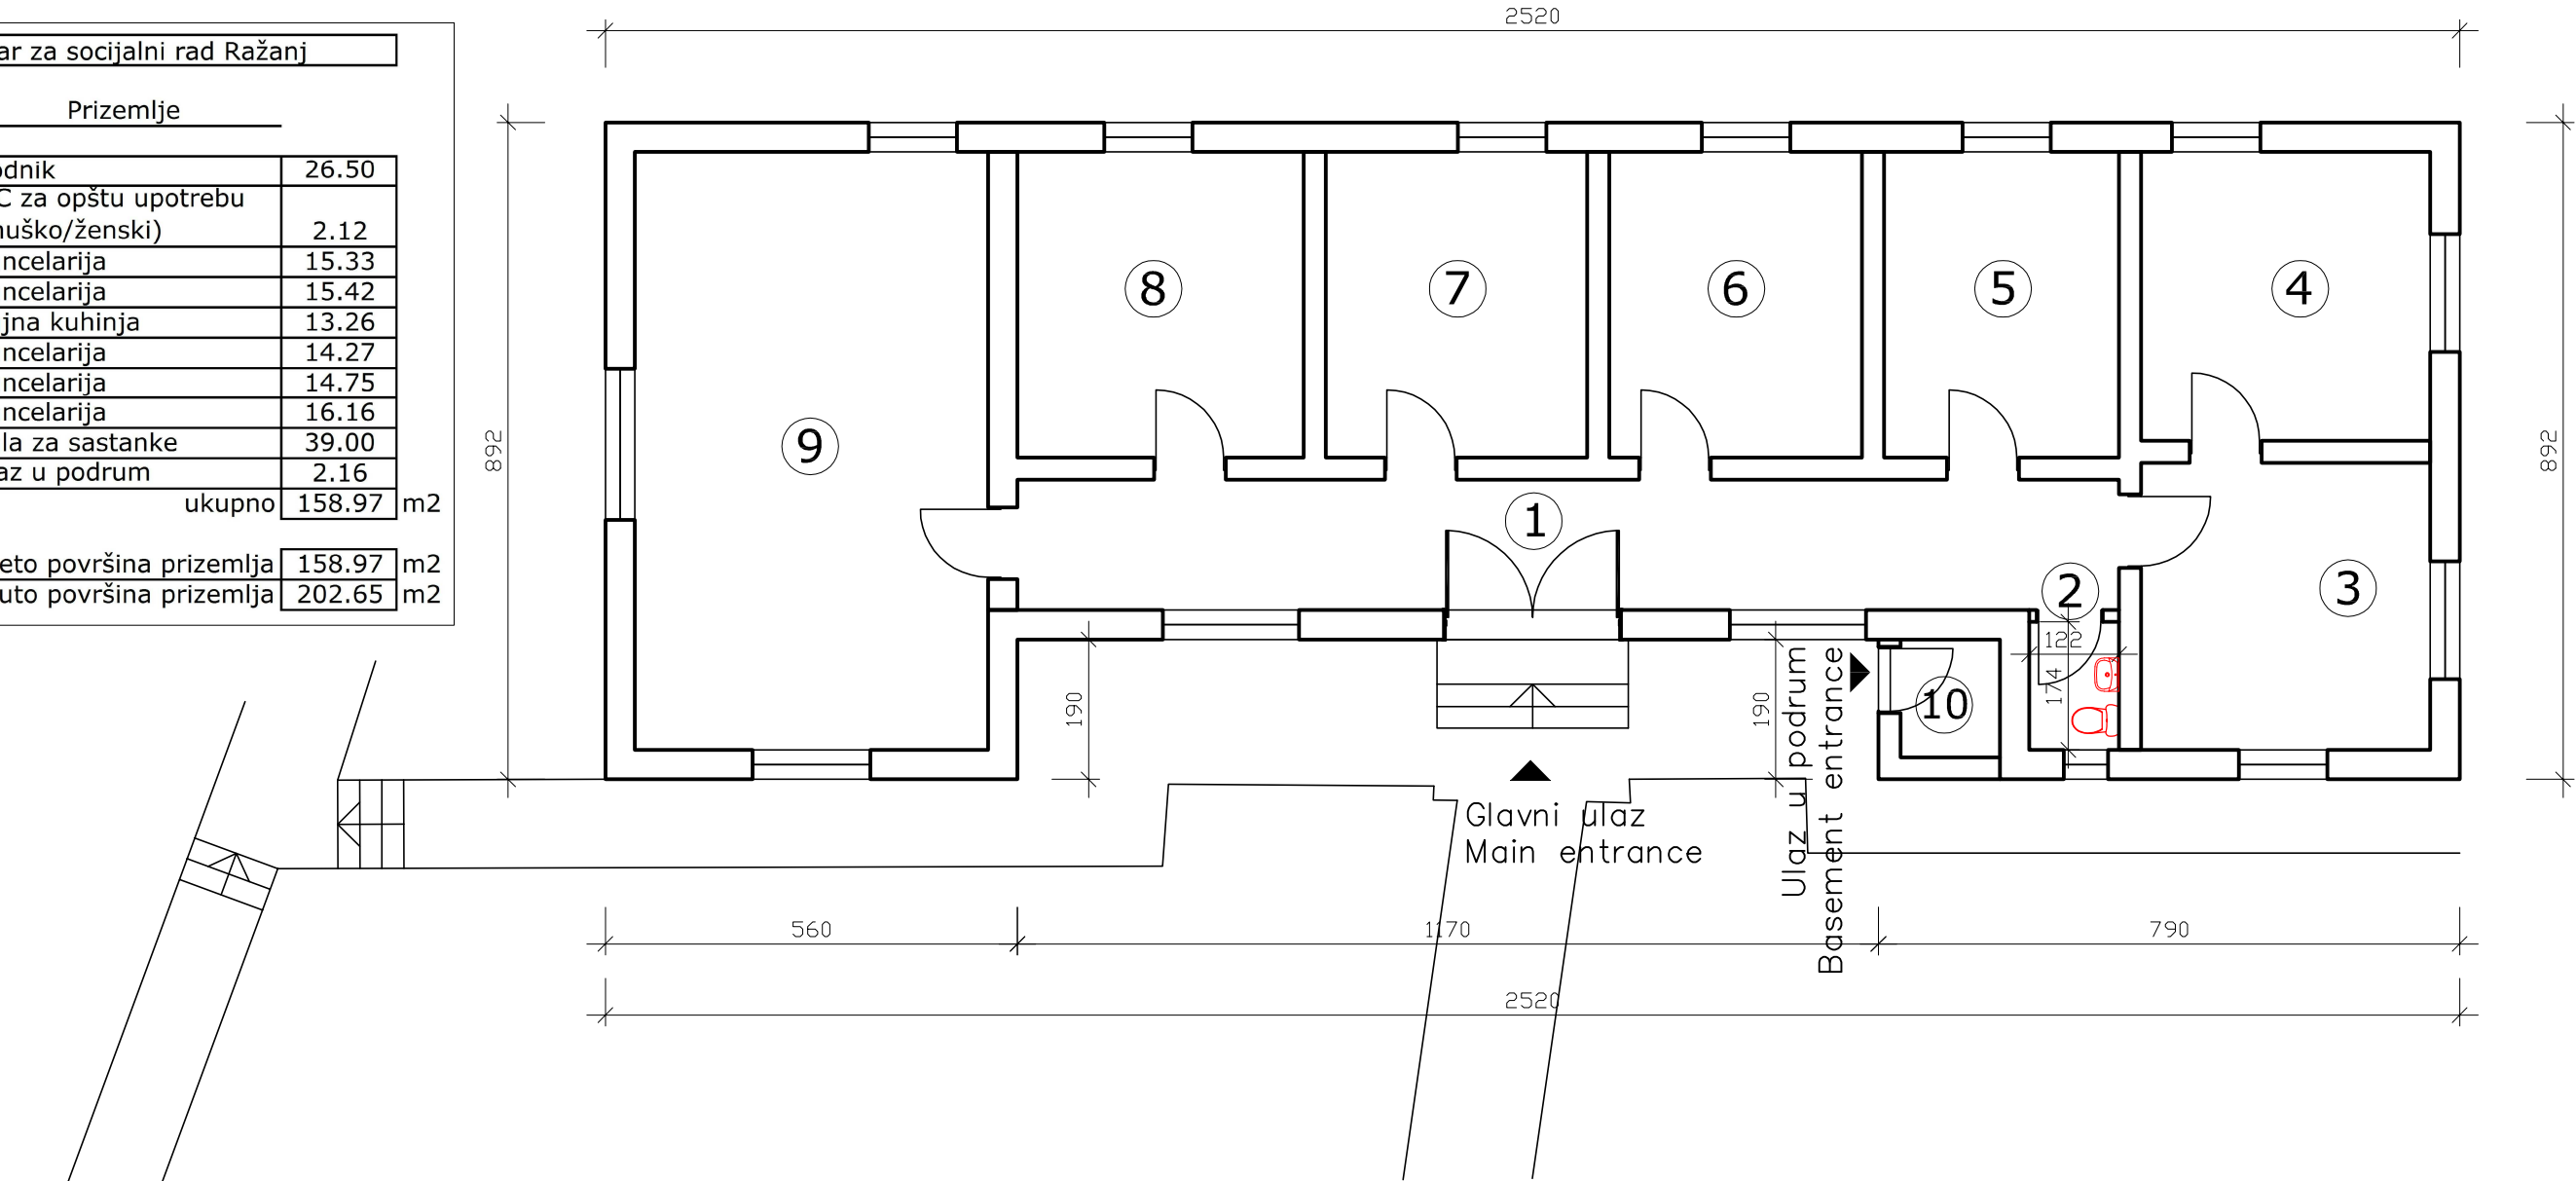 ar za socijalni rad Ražanj
Prizemlje
odnik 26.50
C za opštu upotrebu
nuško/ženski) 2.12
ncelarija 15.33
ncelarija 15.42
jna kuhinja 13.26
ncelarija 14.27
ncelarija 14.75
ncelarija 16.16
la za sastanke 39.00
az u podrum 2.16
ukupno 158.97 m2
eto površina prizemlja 158.97 m2
uto površina prizemlja 202.65 m2
2520
892
892
8
7
6
5
4
9
1
2
3
10
122
174
190
190
Ulaz u podrum
Basement entrance
Glavni ulaz
Main entrance
560
1170
790
2520